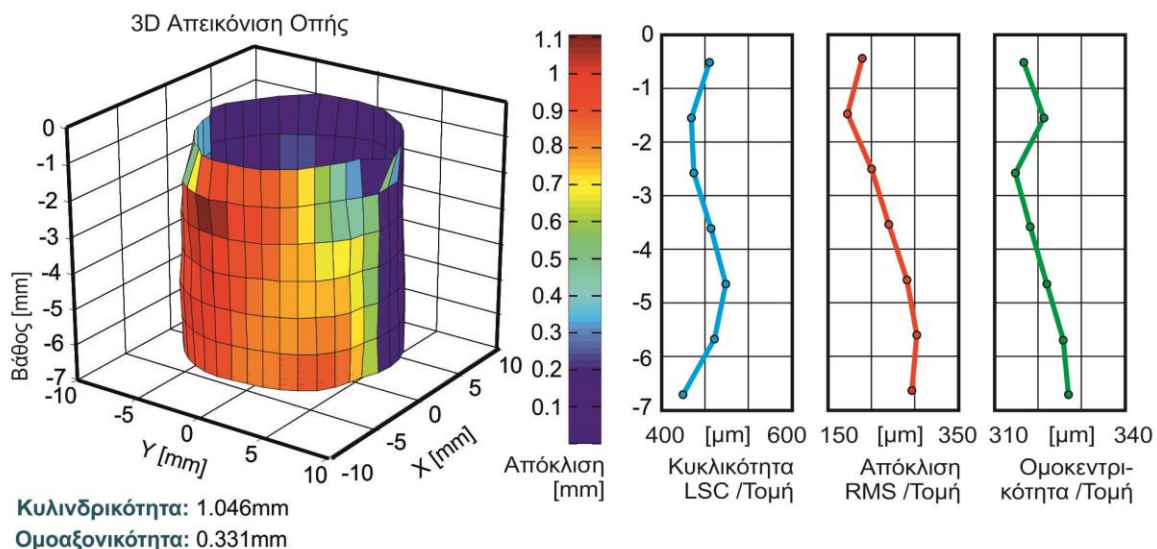 3D Απεικόνιση Οπής
0
-1
-2
-3
-4
-5
-6
-7
Βάθος [mm]
-10
-5
0
5
10
Y [mm]
-10
-5
0
5
10
X [mm]
1.1
1
0.9
0.8
0.7
0.6
0.5
0.4
0.3
0.2
0.1
Απόκλιση
[mm]
0
-1
-2
-3
-4
-5
-6
-7
400 [μm] 600
Κυκλικότητα
LSC /Τομή
150 [μm] 350
Απόκλιση
RMS /Τομή
310 [μm] 340
Ομοκεντρι-
κότητα /Τομή
Κυλινδρικότητα: 1.046mm
Ομοαξονικότητα: 0.331mm